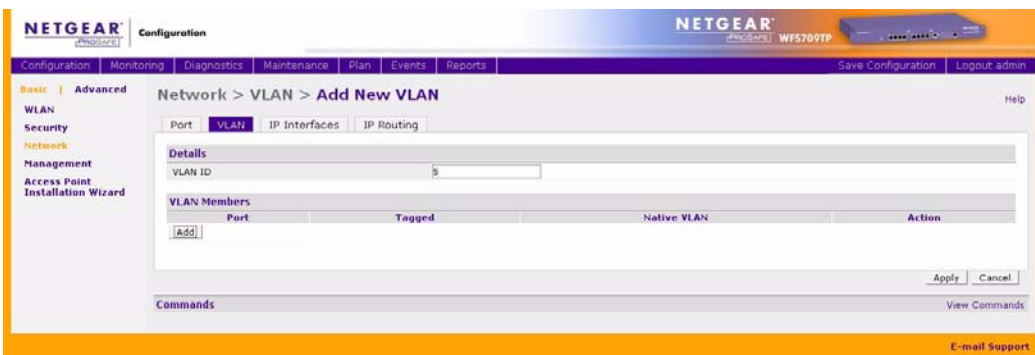 NETGEAR
PROSAFE
Configuration
NETGEAR
PROSAFE WFS709TP
Configuration Monitoring Diagnostics Maintenance Plan Events Reports Save Configuration Logout admin
Basic | Advanced
WLAN
Security
Network
Management
Access Point
Installation Wizard
Network > VLAN > Add New VLAN
Help
Port VLAN IP Interfaces IP Routing
Details
VLAN ID 5
VLAN Members
Port Tagged Native VLAN Action
Add
Apply Cancel
Commands View Commands
E-mail Support